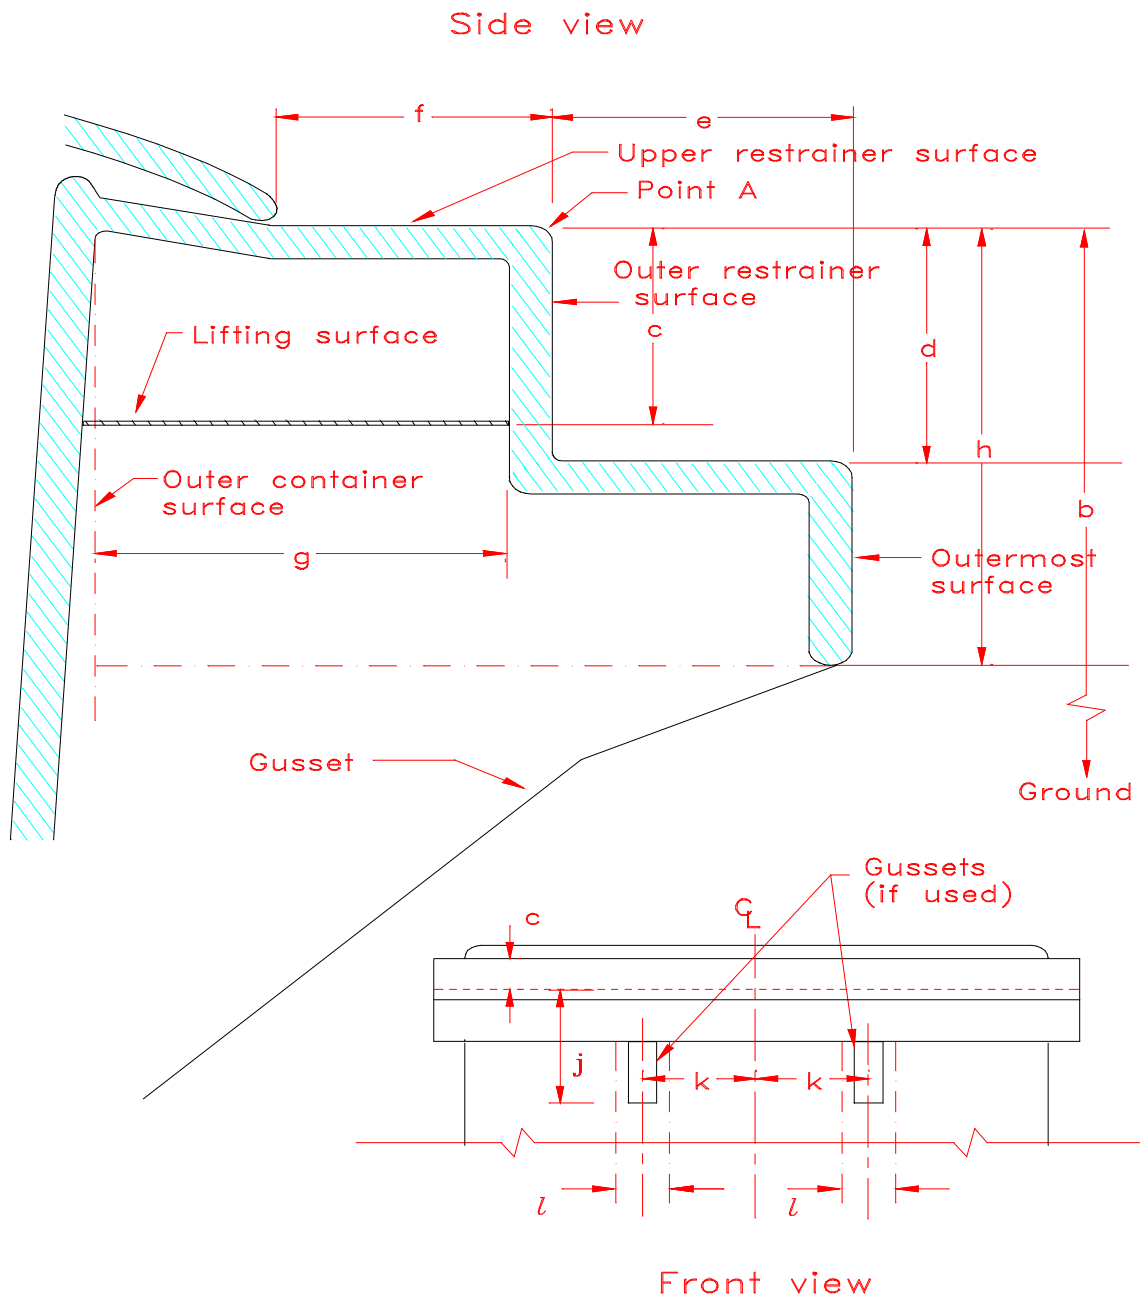 Side view
f
e
Upper restrainer surface
Point A
Outer restrainer
surface
c
Lifting surface
d
h
b
Outer container
surface
g
Outermost
surface
Gusset
Ground
Gussets
(if used)
c
CL
j
k
k
l
l
Front view